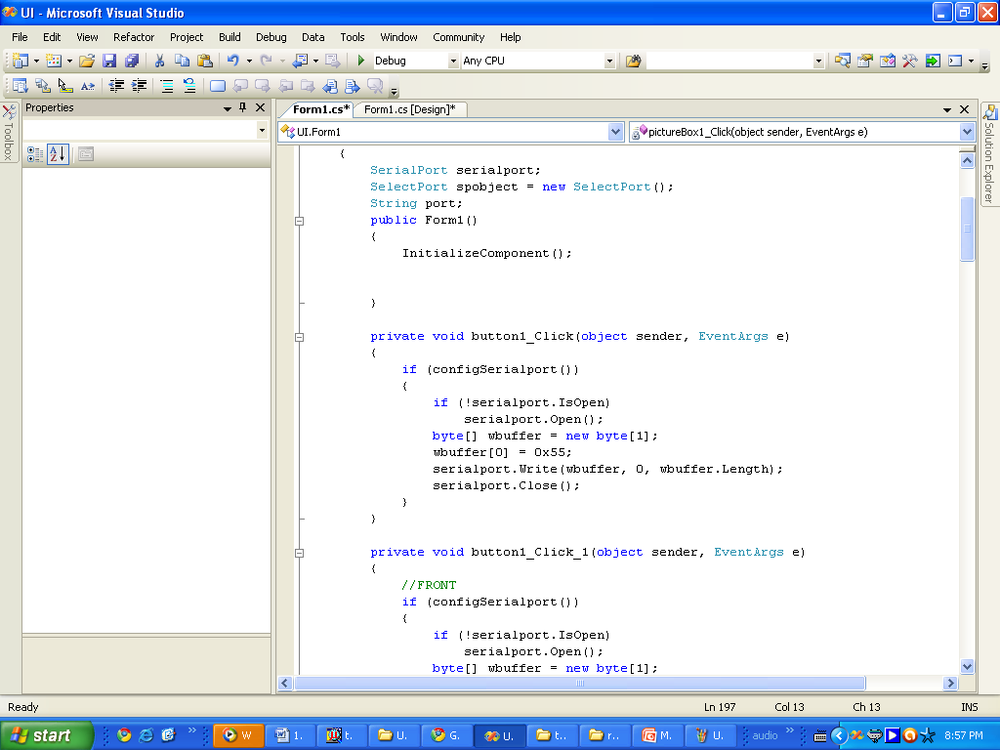 UI - Microsoft Visual Studio
File Edit View Refactor Project Build Debug Data Tools Window Community Help
Debug Any CPU
Toolbox
Properties
Form1.cs* Form1.cs [Design]*
UI.Form1 pictureBox1_Click(object sender, EventArgs e)
Solution Explorer
{
SerialPort serialport;
SelectPort spobject = new SelectPort();
String port;
public Form1()
{
InitializeComponent();
}
private void button1_Click(object sender, EventArgs e)
{
if (configSerialport())
{
if (!serialport.IsOpen)
serialport.Open();
byte[] wbuffer = new byte[1];
wbuffer[0] = 0x55;
serialport.Write(wbuffer, 0, wbuffer.Length);
serialport.Close();
}
}
private void button1_Click_1(object sender, EventArgs e)
{
//FRONT
if (configSerialport())
{
if (!serialport.IsOpen)
serialport.Open();
byte[] wbuffer = new byte[1];
Ready Ln 197 Col 13 Ch 13 INS
start W 1. t. U. G. U. t.. r.. M. U. audio 8:57 PM